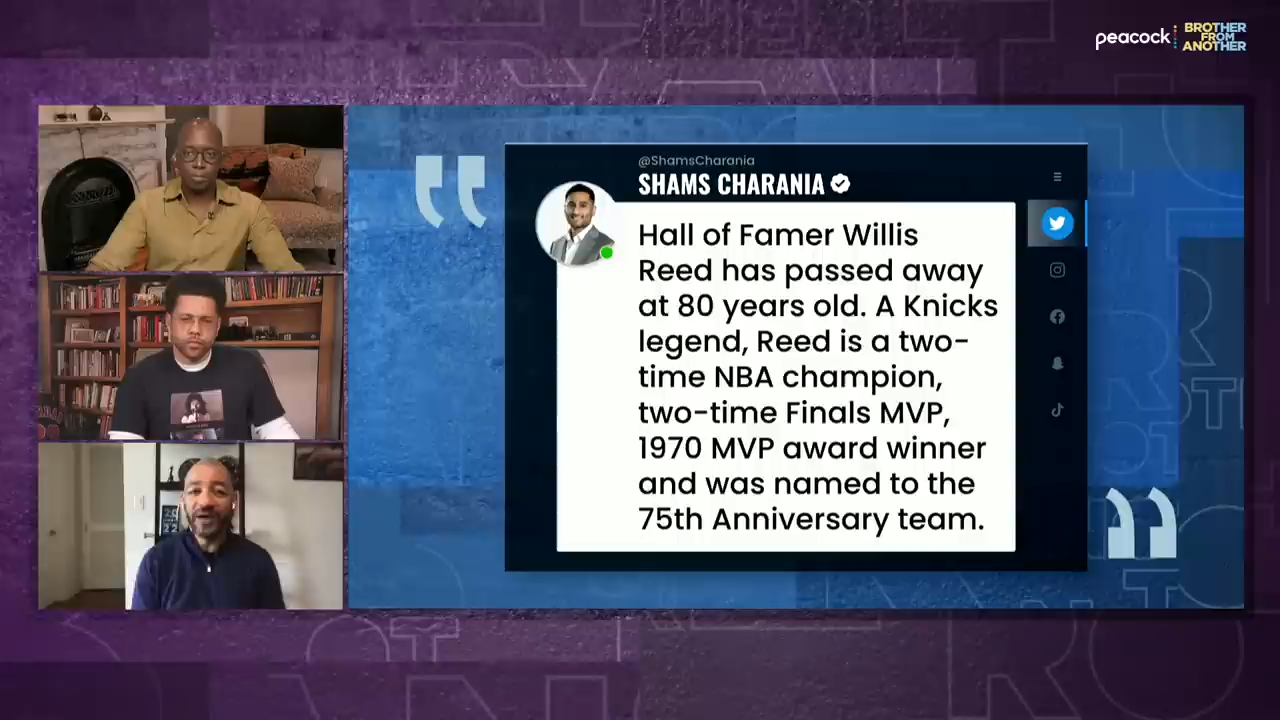 peacock
BROTHER
FROM
ANOTHER
@ShamsCharania
SHAMS CHARANIA
Hall of Famer Willis
Reed has passed away
at 80 years old. A Knicks
legend, Reed is a two-
time NBA champion,
two-time Finals MVP,
1970 MVP award winner
and was named to the
75th Anniversary team.